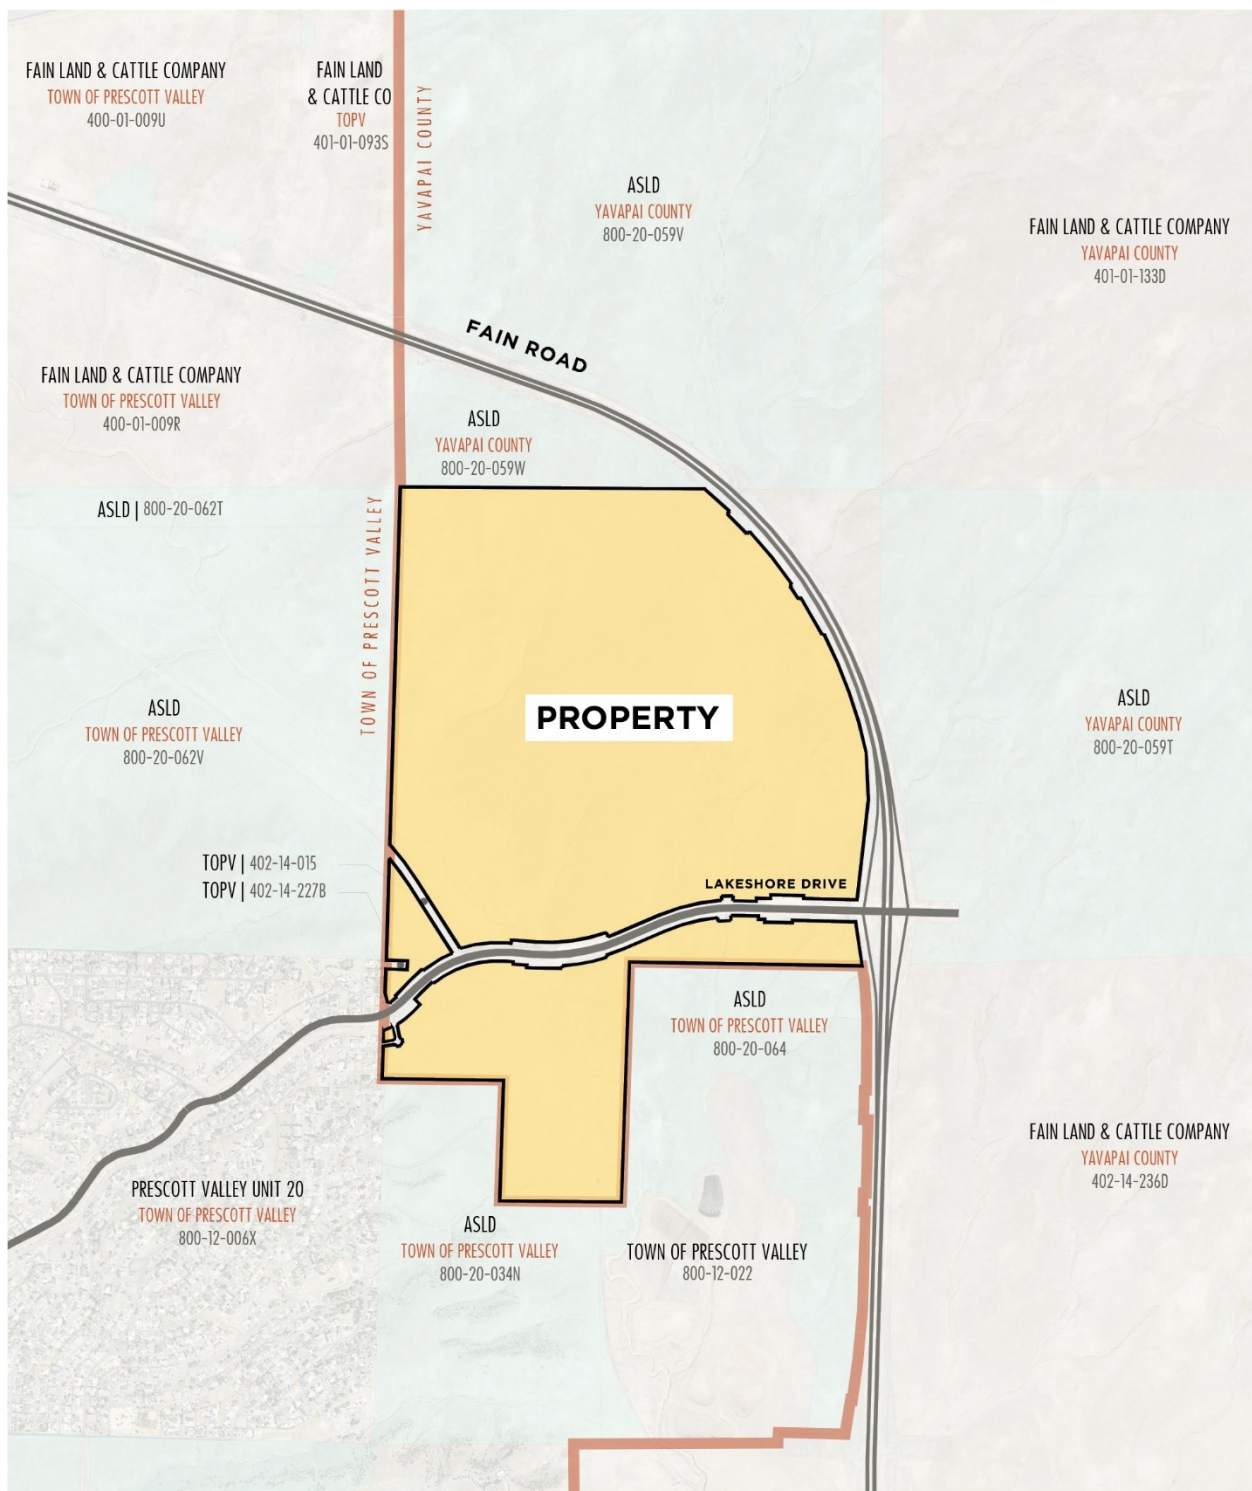 FAIN LAND & CATTLE COMPANY
TOWN OF PRESCOTT VALLEY
400-01-009U
FAIN LAND
& CATTLE CO
TOPV
401-01-093S
YAVAPAI COUNTY
ASLD
YAVAPAI COUNTY
800-20-059V
FAIN LAND & CATTLE COMPANY
YAVAPAI COUNTY
401-01-133D
FAIN ROAD
FAIN LAND & CATTLE COMPANY
TOWN OF PRESCOTT VALLEY
400-01-009R
ASLD
YAVAPAI COUNTY
800-20-059W
ASLD | 800-20-062T
TOWN OF PRESCOTT VALLEY
ASLD
TOWN OF PRESCOTT VALLEY
800-20-062V
PROPERTY
ASLD
YAVAPAI COUNTY
800-20-059T
TOPV | 402-14-015
TOPV | 402-14-227B
LAKESHORE DRIVE
ASLD
TOWN OF PRESCOTT VALLEY
800-20-064
FAIN LAND & CATTLE COMPANY
YAVAPAI COUNTY
402-14-236D
PRESCOTT VALLEY UNIT 20
TOWN OF PRESCOTT VALLEY
800-12-006X
ASLD
TOWN OF PRESCOTT VALLEY
800-20-034N
TOWN OF PRESCOTT VALLEY
800-12-022